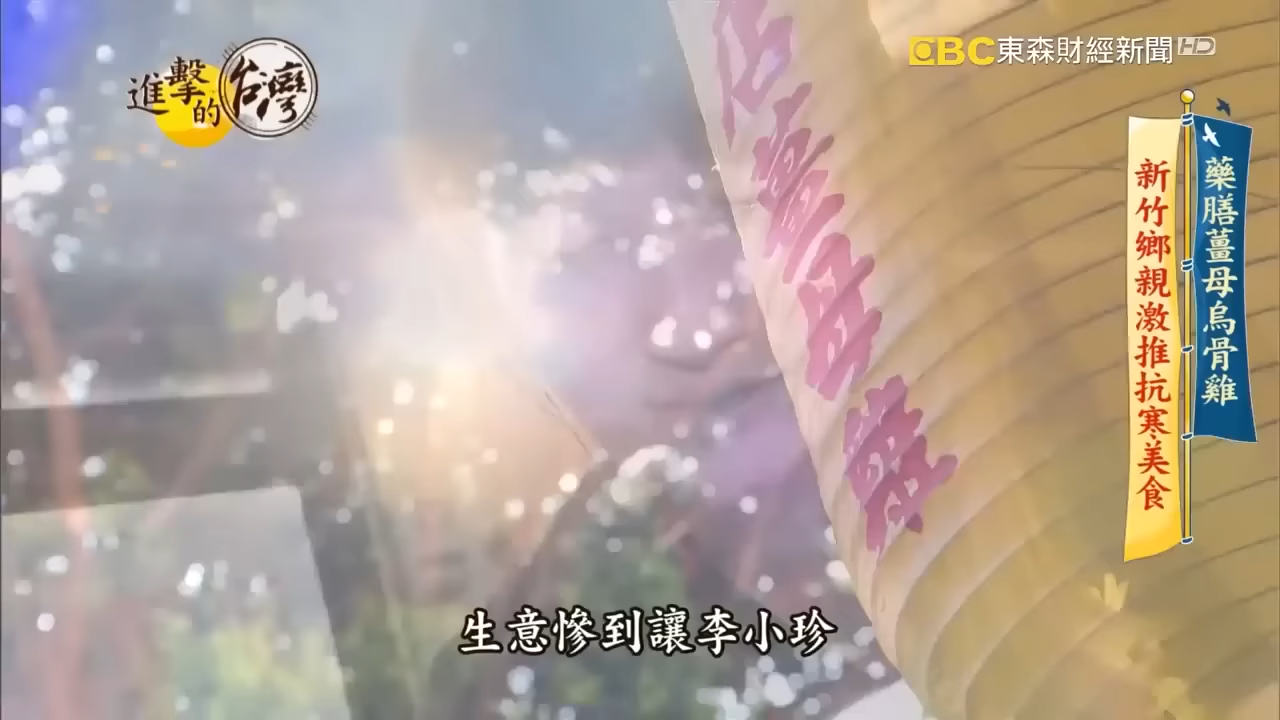 進擊的台灣
EBC東森財經新聞HD
藥膳薑母烏骨雞
新竹鄉親激推抗寒美食
生意慘到讓李小珍